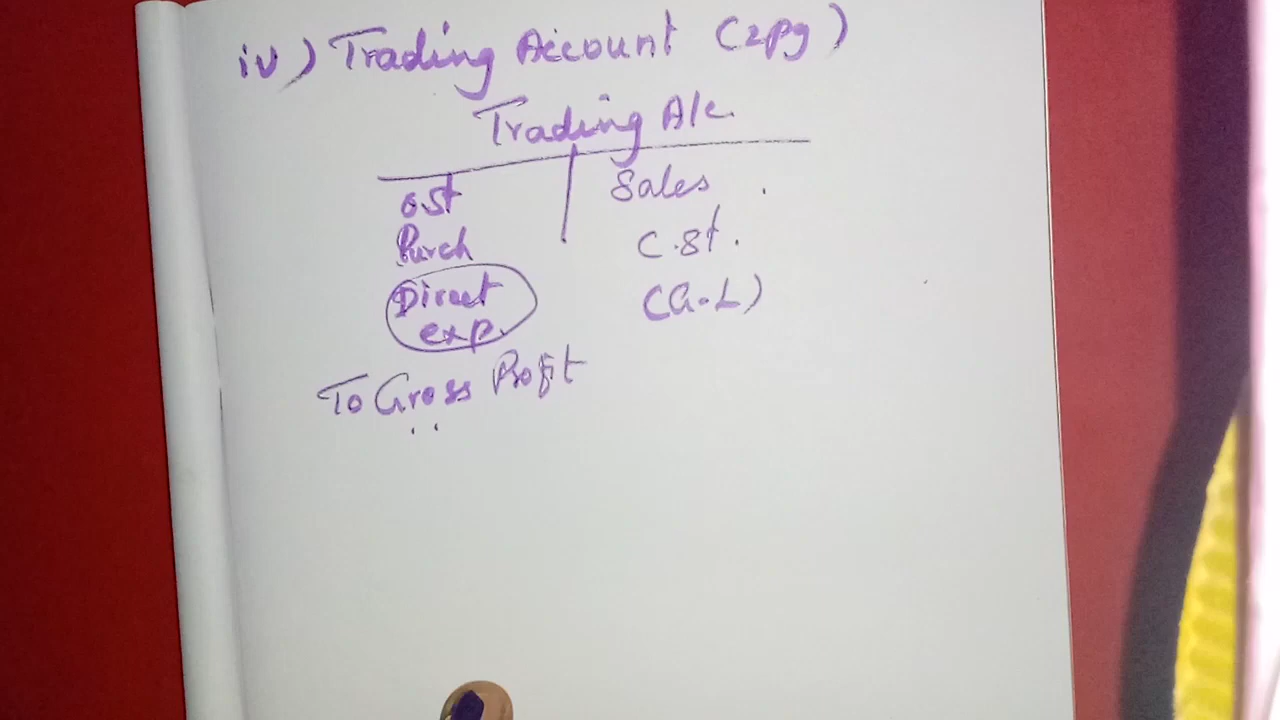 iv) Trading Account (2pg)
Trading A/c.
O.St
Purch
Direct
exp.
To Gross Profit
Sales
C.St.
(G.L)